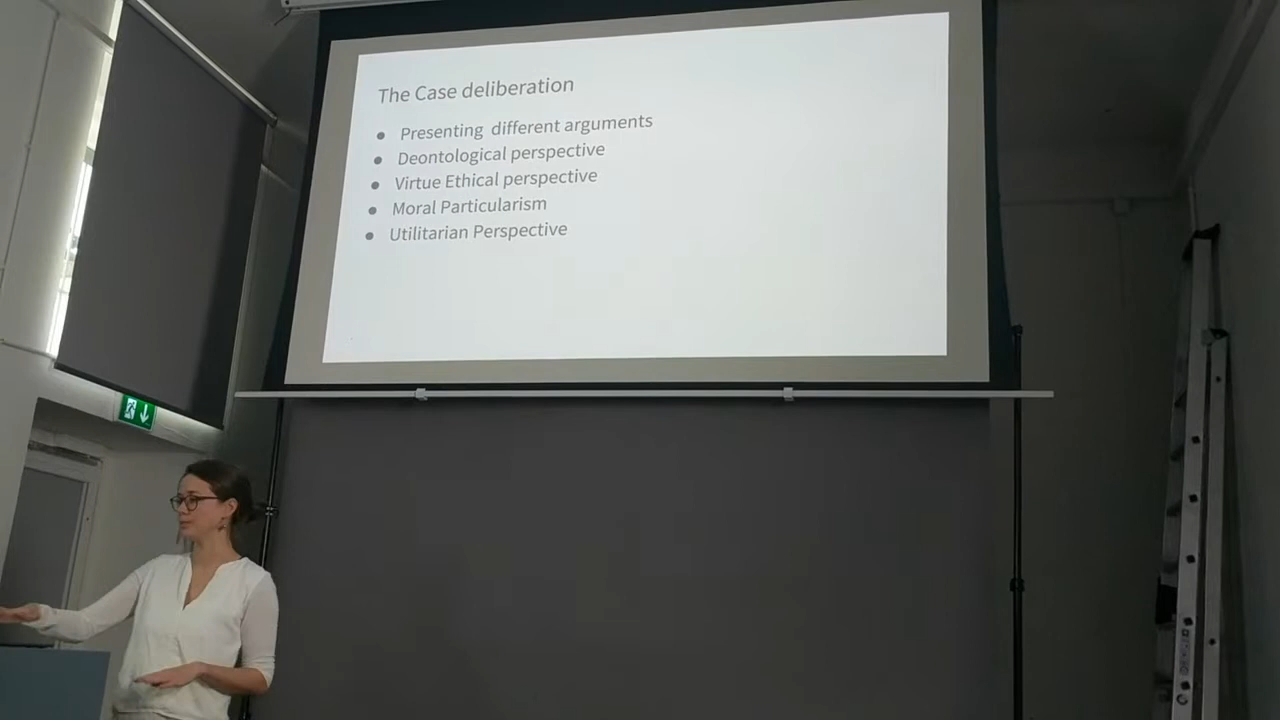 The Case deliberation
● Presenting different arguments
● Deontological perspective
● Virtue Ethical perspective
● Moral Particularism
● Utilitarian Perspective